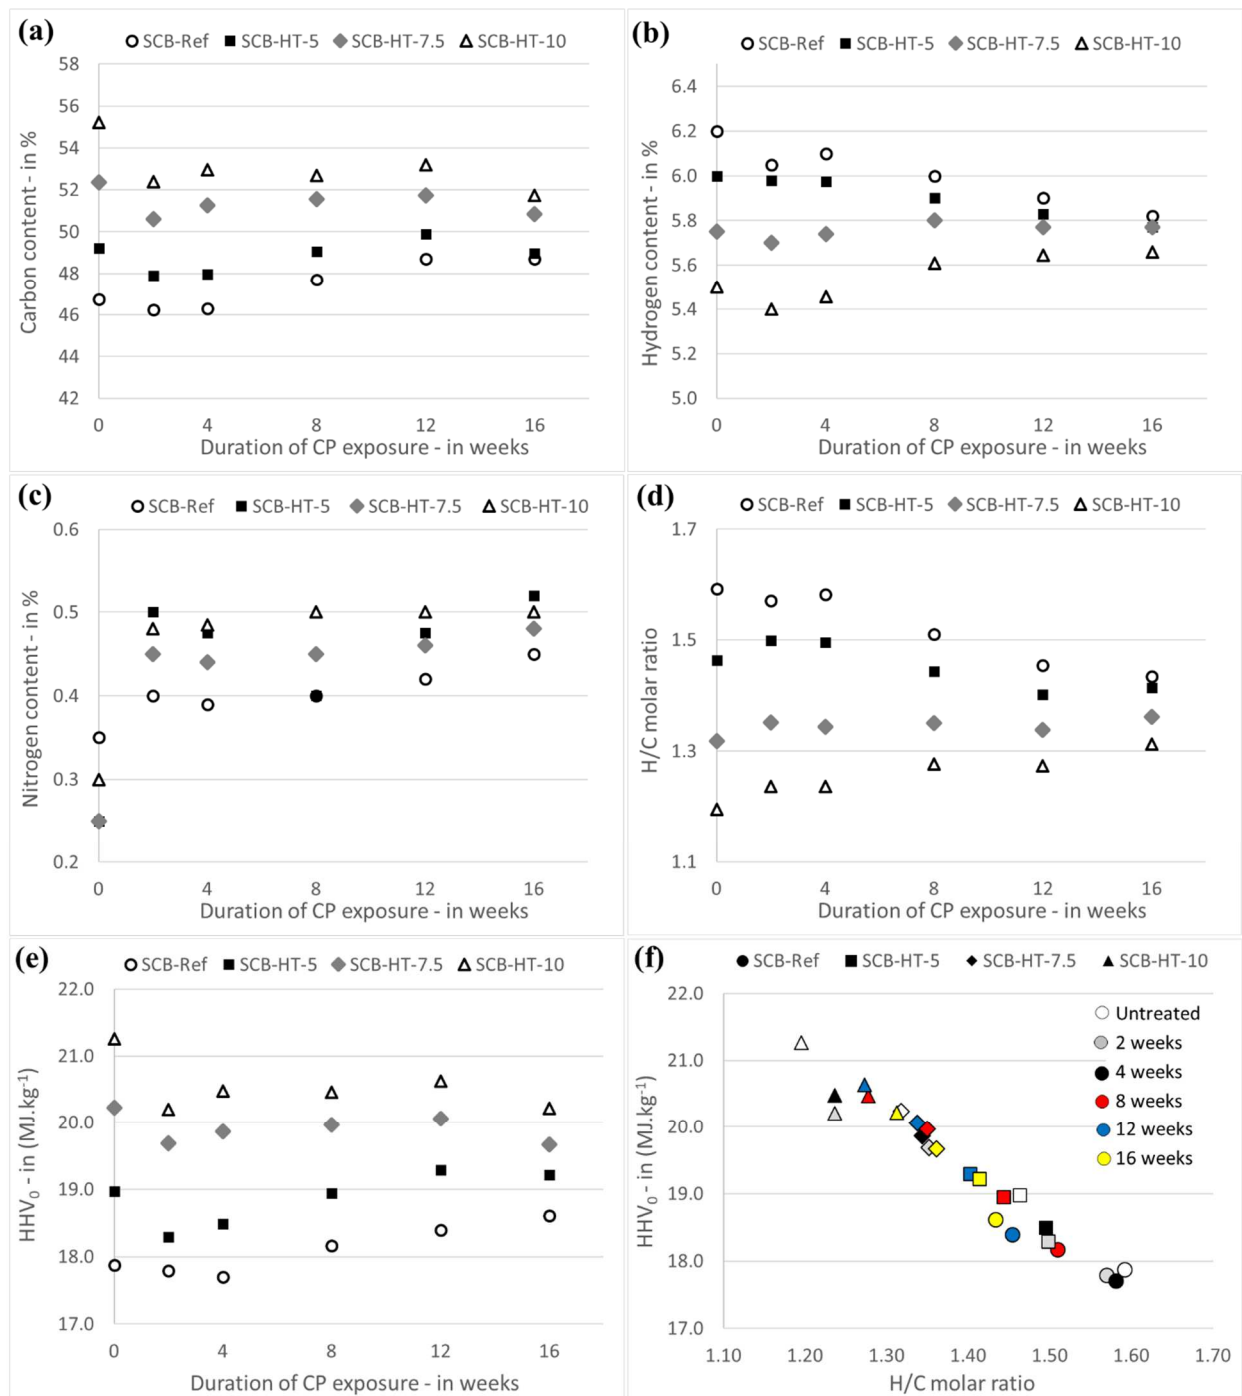 (a)
SCB-Ref SCB-HT-5 SCB-HT-7.5 SCB-HT-10
58
56
54
52
50
48
46
44
42
Carbon content - in %
0 4 8 12 16
Duration of CP exposure - in weeks
(b)
SCB-Ref SCB-HT-5 SCB-HT-7.5 SCB-HT-10
6.4
6.2
6.0
5.8
5.6
5.4
5.2
5.0
Hydrogen content - in %
0 4 8 12 16
Duration of CP exposure - in weeks
(c)
SCB-Ref SCB-HT-5 SCB-HT-7.5 SCB-HT-10
0.6
0.5
0.4
0.3
0.2
Nitrogen content - in %
0 4 8 12 16
Duration of CP exposure - in weeks
(d)
SCB-Ref SCB-HT-5 SCB-HT-7.5 SCB-HT-10
1.7
1.5
1.3
1.1
H/C molar ratio
0 4 8 12 16
Duration of CP exposure - in weeks
(e)
SCB-Ref SCB-HT-5 SCB-HT-7.5 SCB-HT-10
22.0
21.0
20.0
19.0
18.0
17.0
HHV₀ - in (MJ.kg⁻¹)
0 4 8 12 16
Duration of CP exposure - in weeks
(f)
SCB-Ref SCB-HT-5 SCB-HT-7.5 SCB-HT-10
22.0
21.0
20.0
19.0
18.0
17.0
HHV₀ - in (MJ.kg⁻¹)
Untreated
2 weeks
4 weeks
8 weeks
12 weeks
16 weeks
1.10 1.20 1.30 1.40 1.50 1.60 1.70
H/C molar ratio